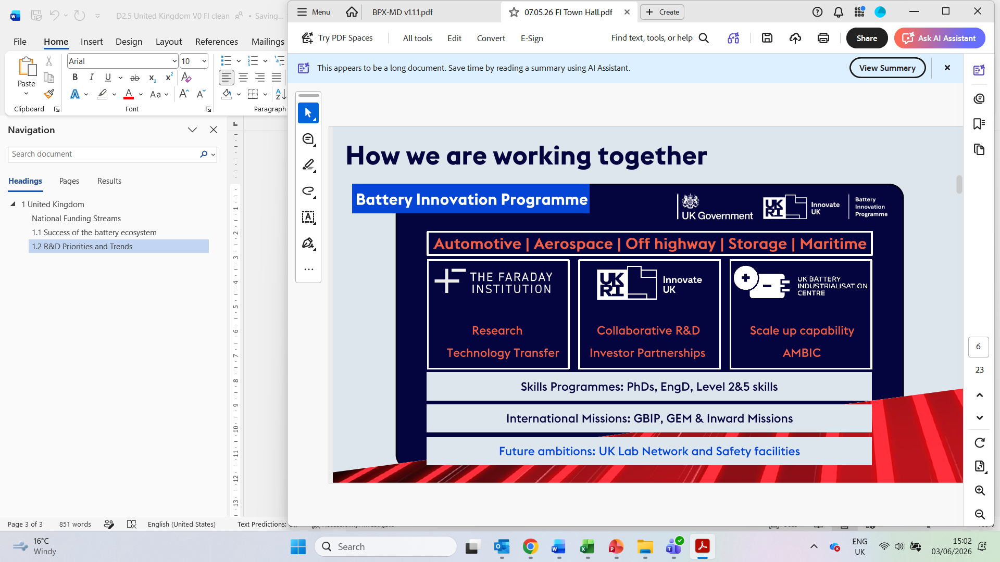 D2.5 United Kingdom V0 FI clean • Saving...
File Home Insert Design Layout References Mailings
Paste
Clipboard
Arial 10
Font
Paragraph
Navigation
Search document
Headings Pages Results
1 United Kingdom
National Funding Streams
1.1 Success of the battery ecosystem
1.2 R&D Priorities and Trends
Page 3 of 3 851 words English (United States) Text Predictions:
Menu
BPX-MD v1.1.1.pdf
07.05.26 FI Town Hall.pdf
Create
Try PDF Spaces
All tools Edit Convert E-Sign
Find text, tools, or help
Share
Ask AI Assistant
This appears to be a long document. Save time by reading a summary using AI Assistant.
View Summary
How we are working together
Battery Innovation Programme
UK Government
UKRI
Innovate
UK
Battery
Innovation
Programme
Automotive | Aerospace | Off highway | Storage | Maritime
THE FARADAY
INSTITUTION
Research
Technology Transfer
UKRI
Innovate
UK
Collaborative R&D
Investor Partnerships
UK BATTERY
INDUSTRIALISATION
CENTRE
Scale up capability
AMBIC
Skills Programmes: PhDs, EngD, Level 2&5 skills
International Missions: GBIP, GEM & Inward Missions
Future ambitions: UK Lab Network and Safety facilities
6
23
16°C
Windy
Search
ENG
UK
15:02
03/06/2026